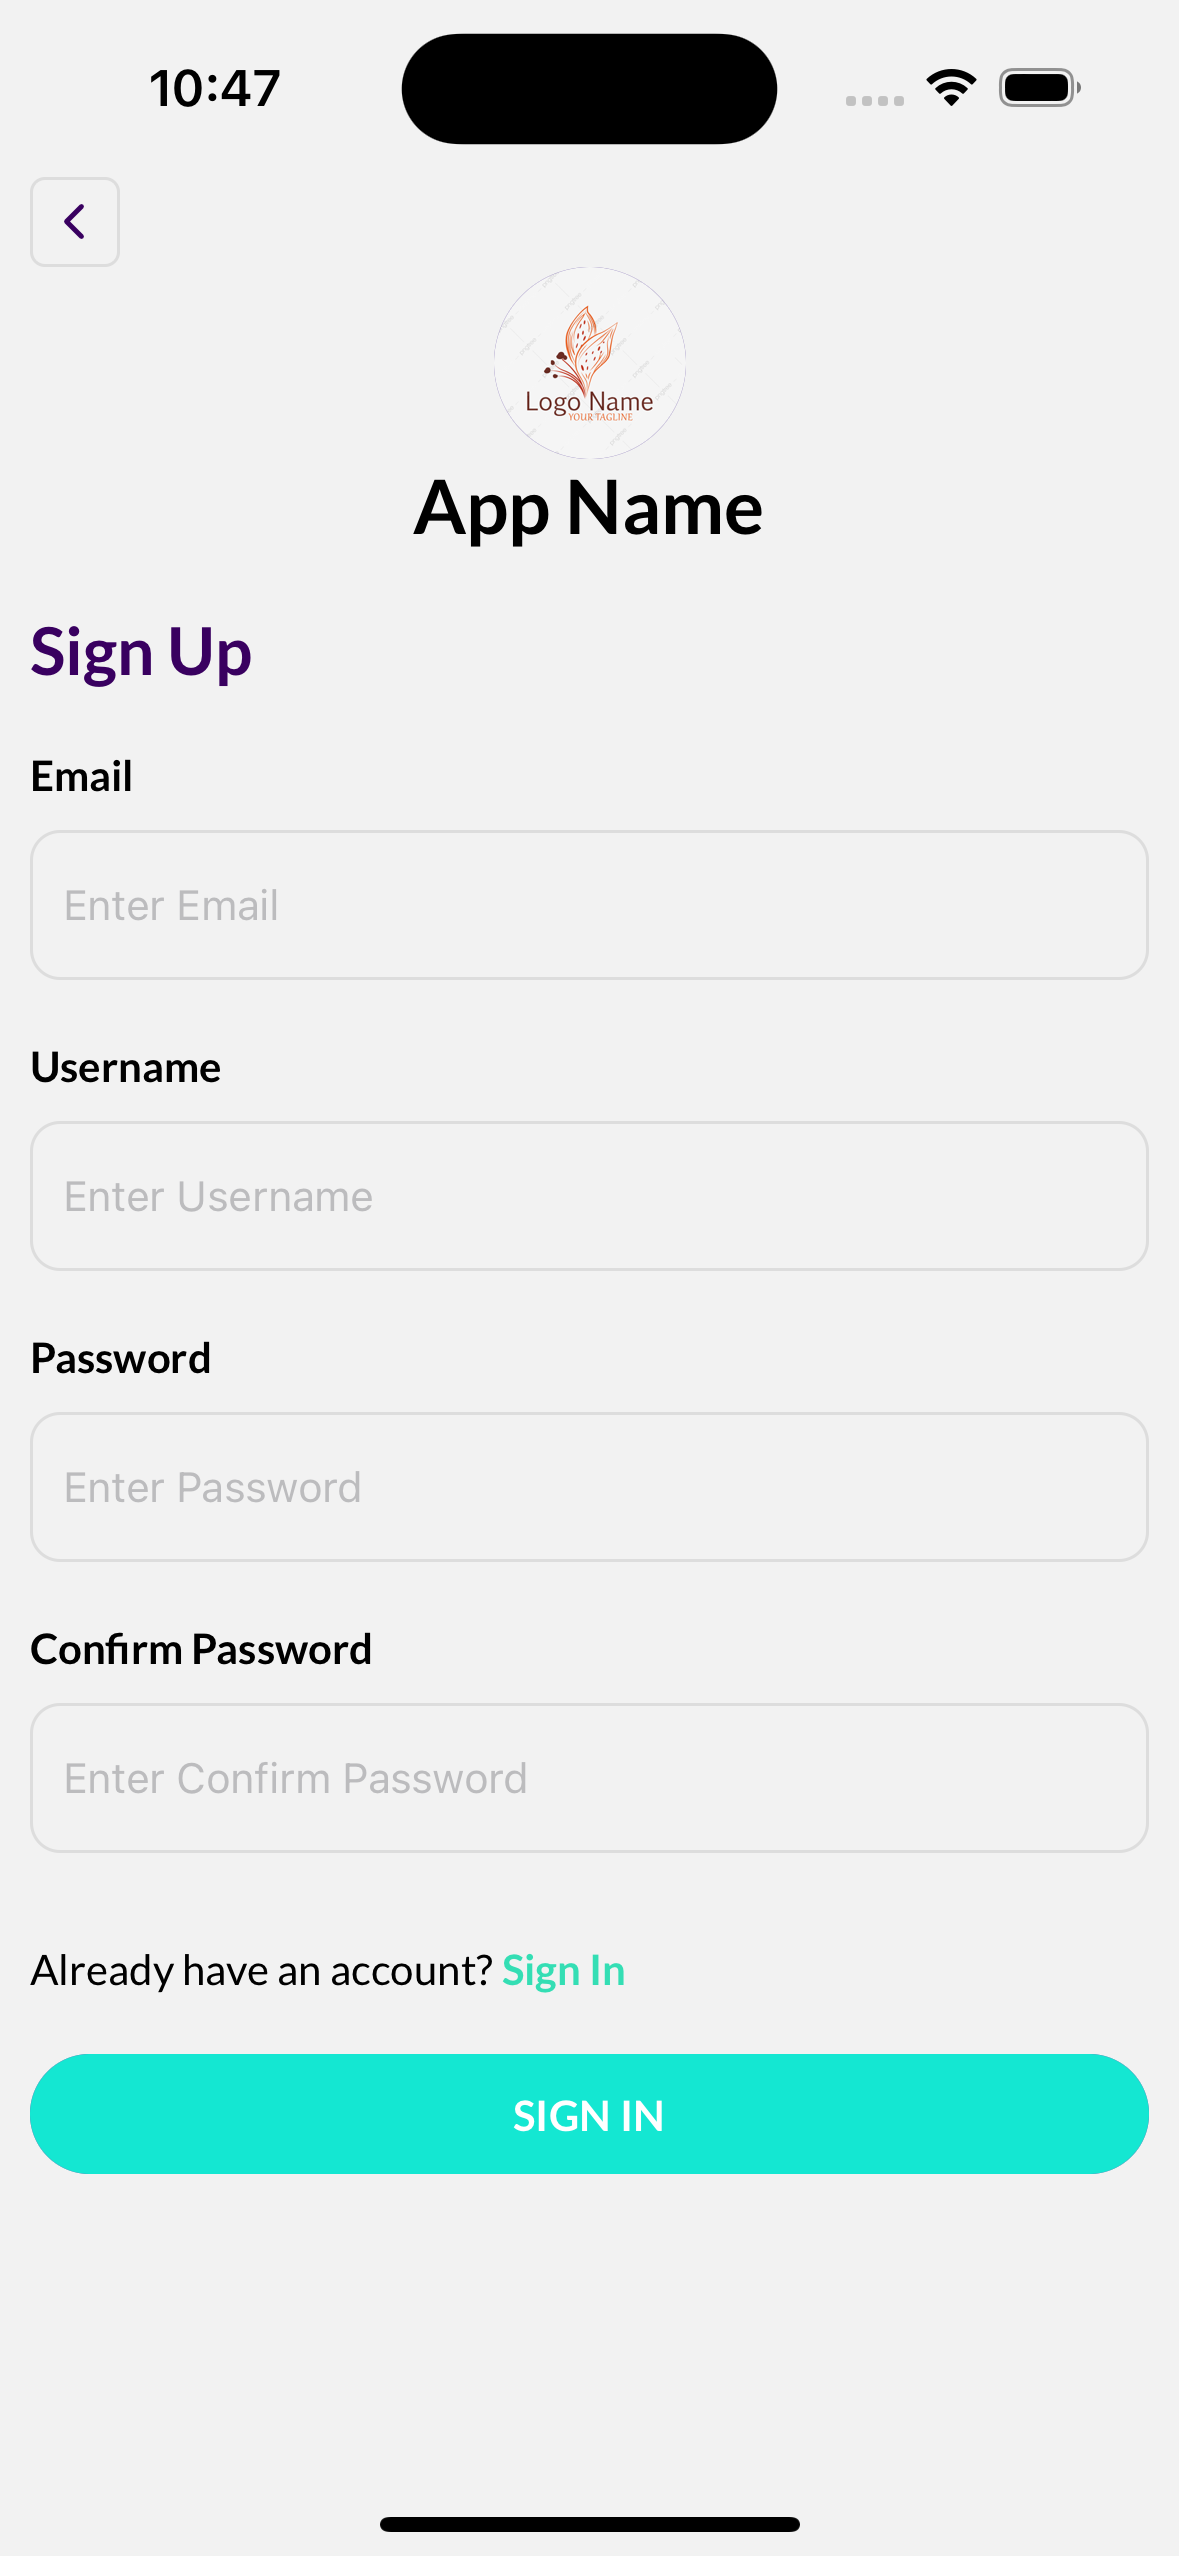 10:47
Logo Name
YOUR TAGLINE
App Name
Sign Up
Email
Enter Email
Username
Enter Username
Password
Enter Password
Confirm Password
Enter Confirm Password
Already have an account? Sign In
SIGN IN